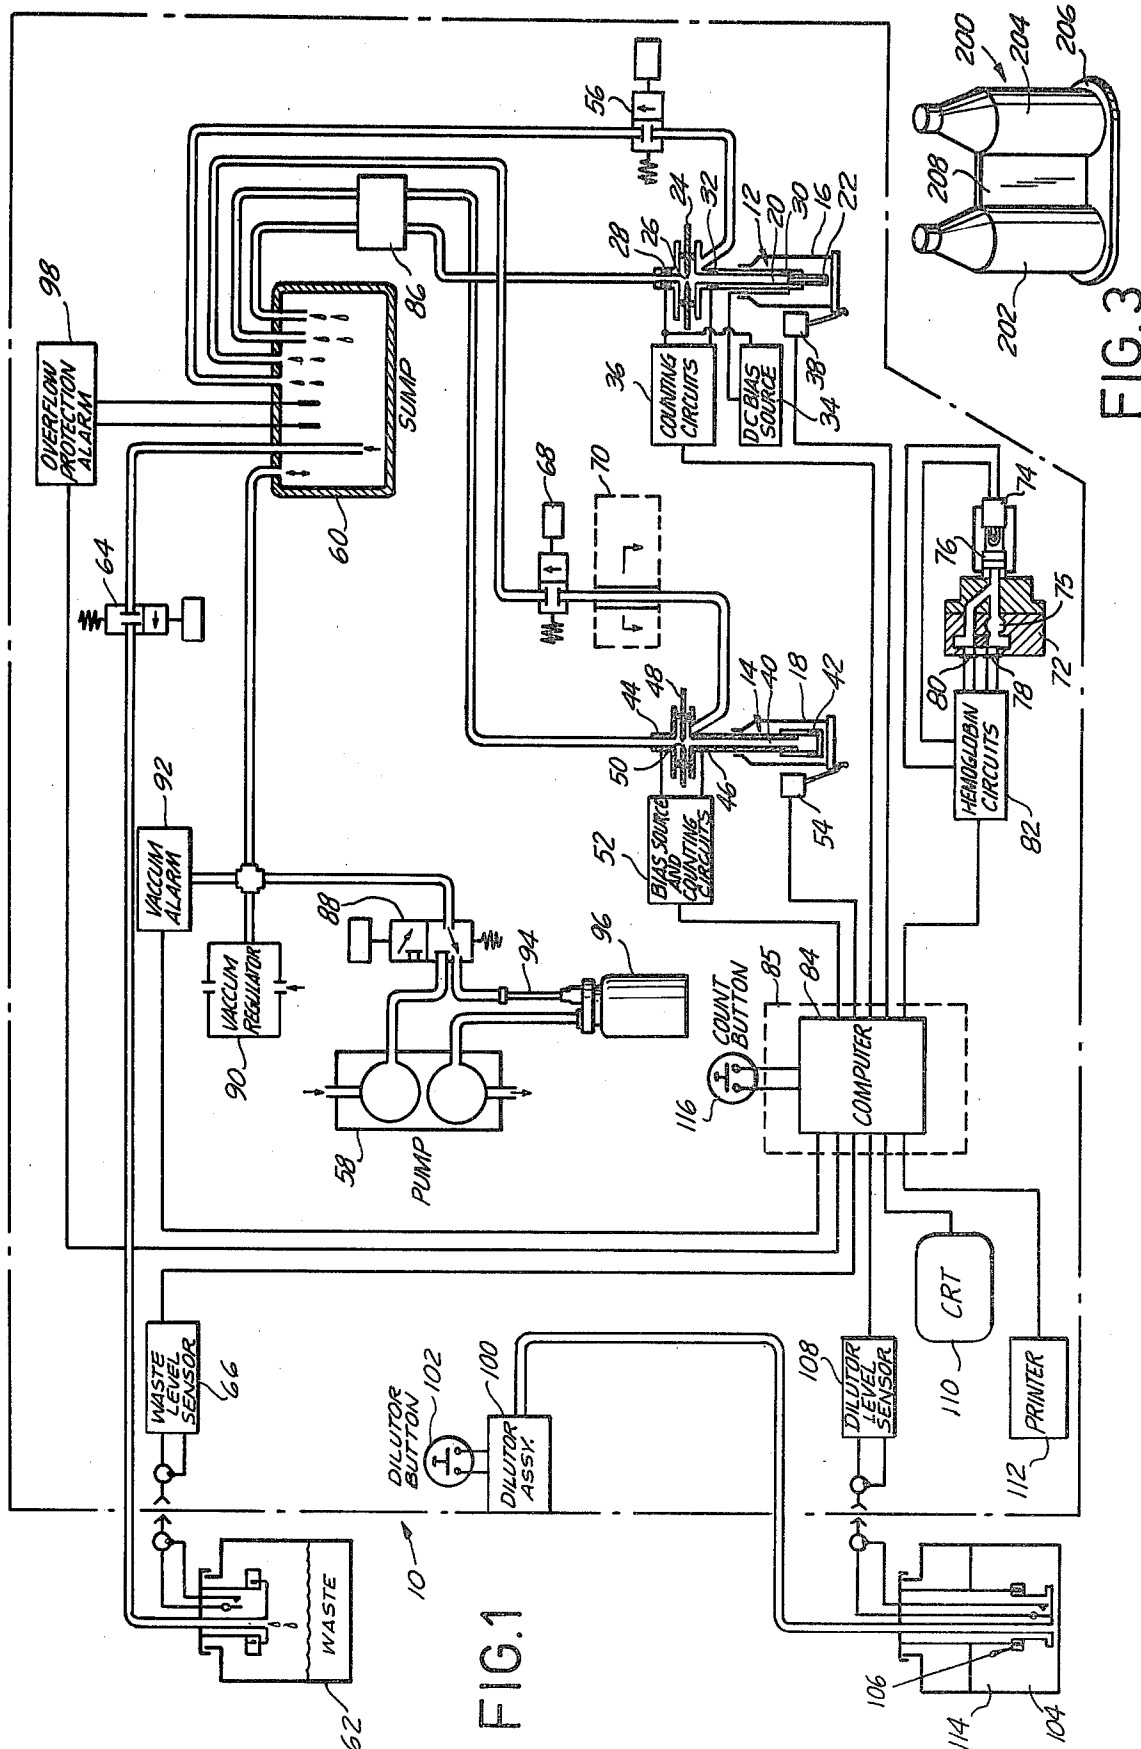 98
OVERFLOW
PROTECTION
ALARM
64
92
VACCUM
ALARM
VACCUM
REGULATOR
90
60
SUMP
86
56
88
94
96
58
PUMP
68
70
28
26
24
32
12
20
30
16
22
36
COUNTING
CIRCUITS
D.C. BIAS
SOURCE
34
38
44
48
50
14
18
40
42
46
52
BIAS SOURCE
AND
COUNTING
CIRCUITS
54
74
76
75
72
80
78
HEMOGLOBIN
CIRCUITS
82
85
84
COUNT
BUTTON
116
COMPUTER
WASTE
LEVEL
SENSOR
66
DILUTOR
BUTTON
102
100
DILUTOR
ASSY.
108
DILUTOR
LEVEL
SENSOR
CRT
110
PRINTER
112
WASTE
62
10
FIG.1
106
114
104
200
204
206
208
202
FIG. 3